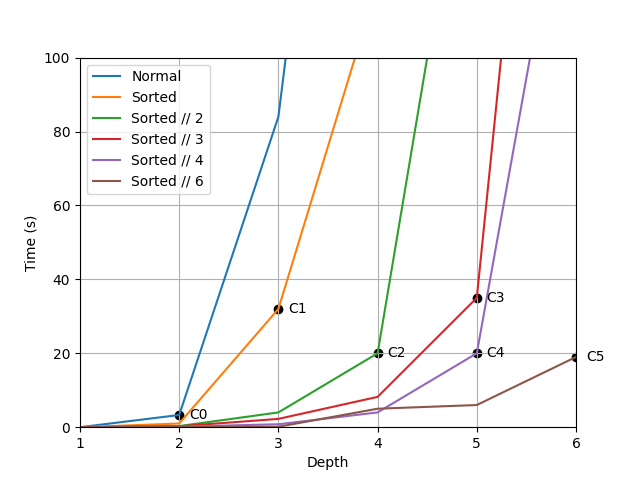 100
80
60
40
20
0
Time (s)
Normal
Sorted
Sorted // 2
Sorted // 3
Sorted // 4
Sorted // 6
C0
C1
C2
C3
C4
C5
1 2 3 4 5 6
Depth